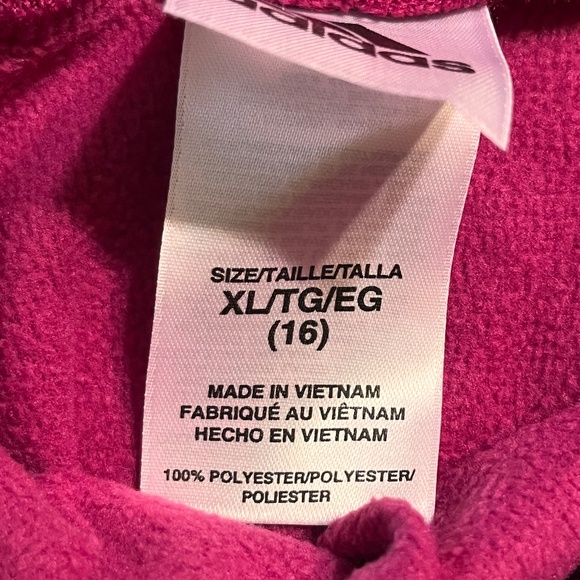 adidas
SIZE/TAILLE/TALLA
XL/TG/EG
(16)
MADE IN VIETNAM
FABRIQUÉ AU VIÊTNAM
HECHO EN VIETNAM
100% POLYESTER/POLYESTER/
POLIESTER